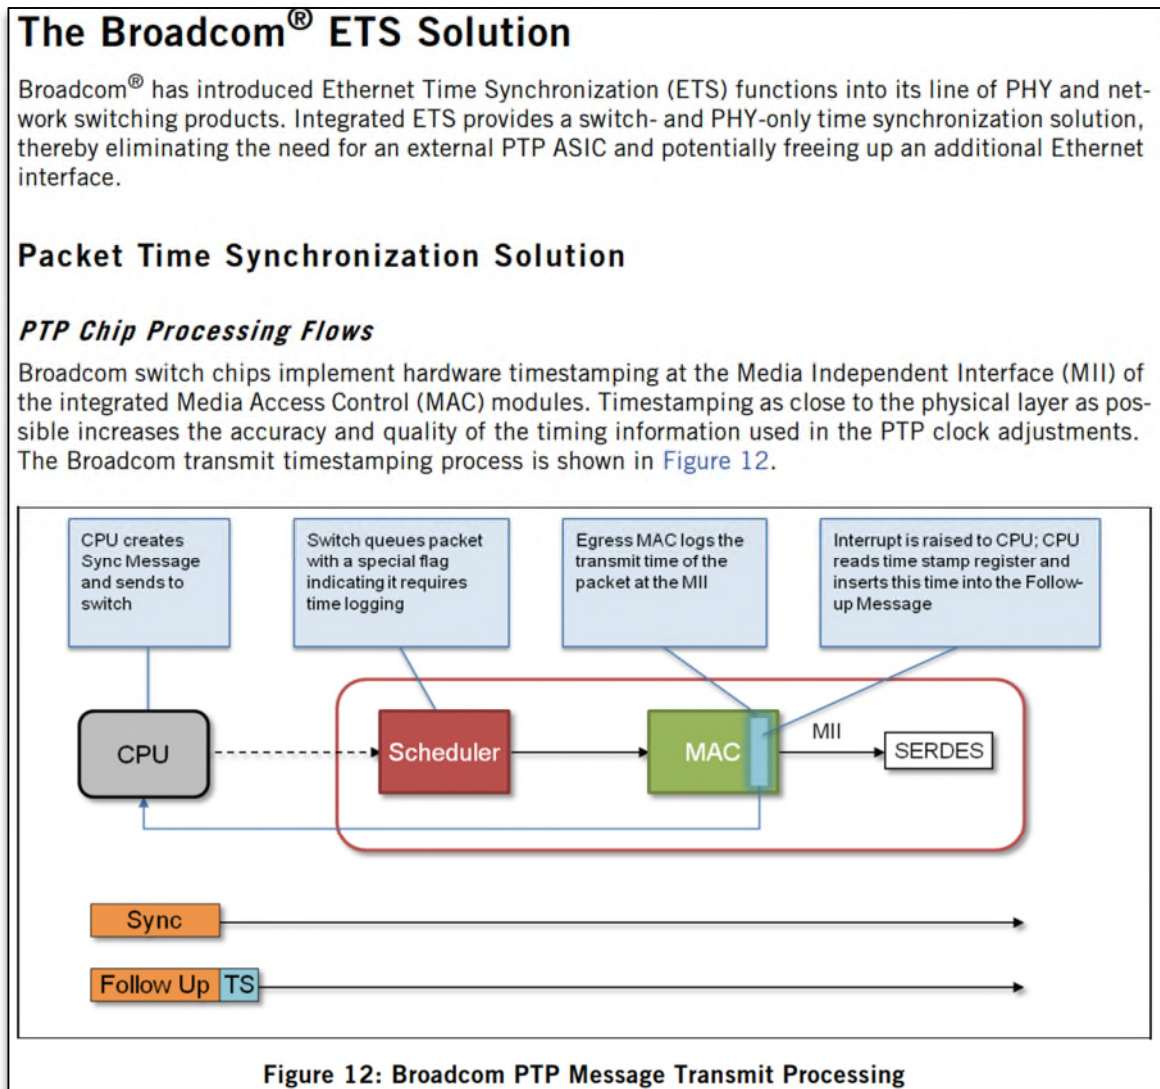 The Broadcom® ETS Solution
Broadcom® has introduced Ethernet Time Synchronization (ETS) functions into its line of PHY and net-
work switching products. Integrated ETS provides a switch- and PHY-only time synchronization solution,
thereby eliminating the need for an external PTP ASIC and potentially freeing up an additional Ethernet
interface.
Packet Time Synchronization Solution
PTP Chip Processing Flows
Broadcom switch chips implement hardware timestamping at the Media Independent Interface (MII) of
the integrated Media Access Control (MAC) modules. Timestamping as close to the physical layer as pos-
sible increases the accuracy and quality of the timing information used in the PTP clock adjustments.
The Broadcom transmit timestamping process is shown in Figure 12.
CPU creates
Sync Message
and sends to
switch
Switch queues packet
with a special flag
indicating it requires
time logging
Egress MAC logs the
transmit time of the
packet at the MII
Interrupt is raised to CPU; CPU
reads time stamp register and
inserts this time into the Follow-
up Message
CPU
Scheduler
MAC
MII
SERDES
Sync
Follow Up TS
Figure 12: Broadcom PTP Message Transmit Processing